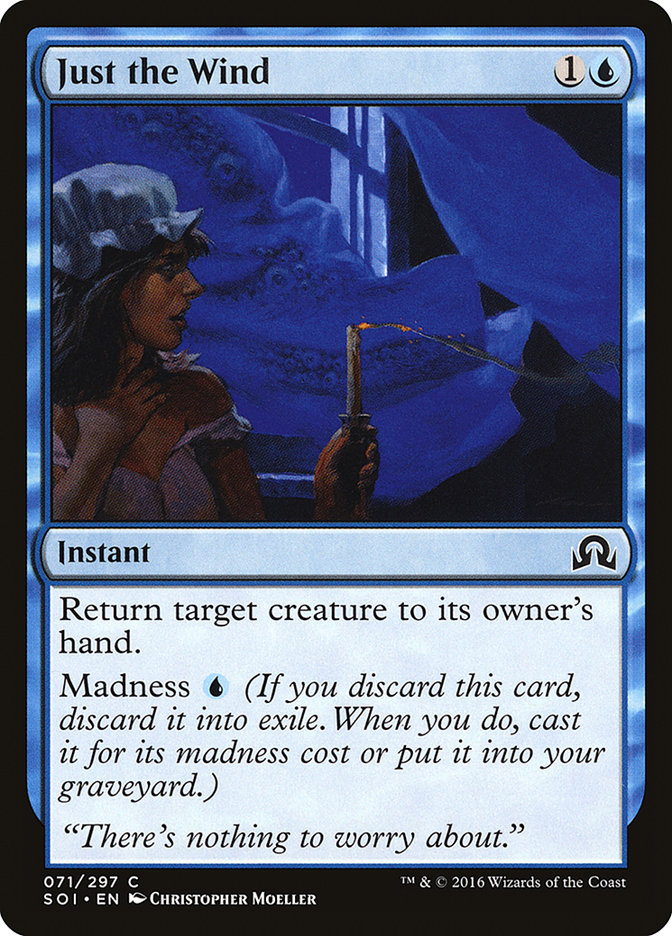 Just the Wind 1
Instant
Return target creature to its owner's
hand.
Madness (If you discard this card,
discard it into exile. When you do, cast
it for its madness cost or put it into your
graveyard.)
“There's nothing to worry about.”
071/297 C
SOI • EN Christopher Moeller
™ & © 2016 Wizards of the Coast